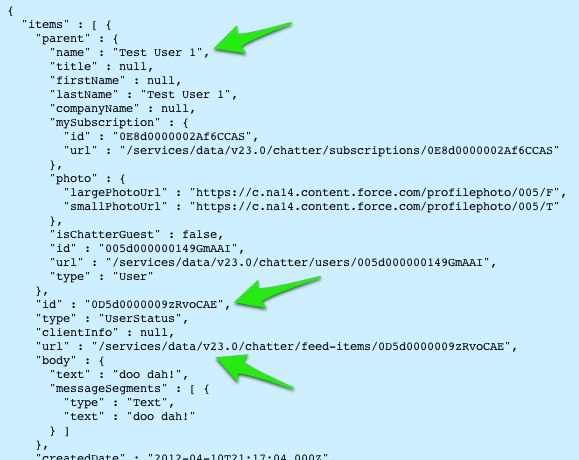 {
"items" : [ {
"parent" : {
"name" : "Test User 1",
"title" : null,
"firstName" : null,
"lastName" : "Test User 1",
"companyName" : null,
"mySubscription" : {
"id" : "0E8d0000002Af6CCAS",
"url" : "/services/data/v23.0/chatter/subscriptions/0E8d0000002Af6CCAS"
},
"photo" : {
"largePhotoUrl" : "https://c.na14.content.force.com/profilephoto/005/F",
"smallPhotoUrl" : "https://c.na14.content.force.com/profilephoto/005/T"
},
"isChatterGuest" : false,
"id" : "005d000000149GmAAI",
"url" : "/services/data/v23.0/chatter/users/005d000000149GmAAI",
"type" : "User"
},
"id" : "0D5d0000009zRvoCAE",
"type" : "UserStatus",
"clientInfo" : null,
"url" : "/services/data/v23.0/chatter/feed-items/0D5d0000009zRvoCAE",
"body" : {
"text" : "doo dah!",
"messageSegments" : [ {
"type" : "Text",
"text" : "doo dah!"
} ]
},
"createdDate" : "2012-04-10T21:17:04.000Z"